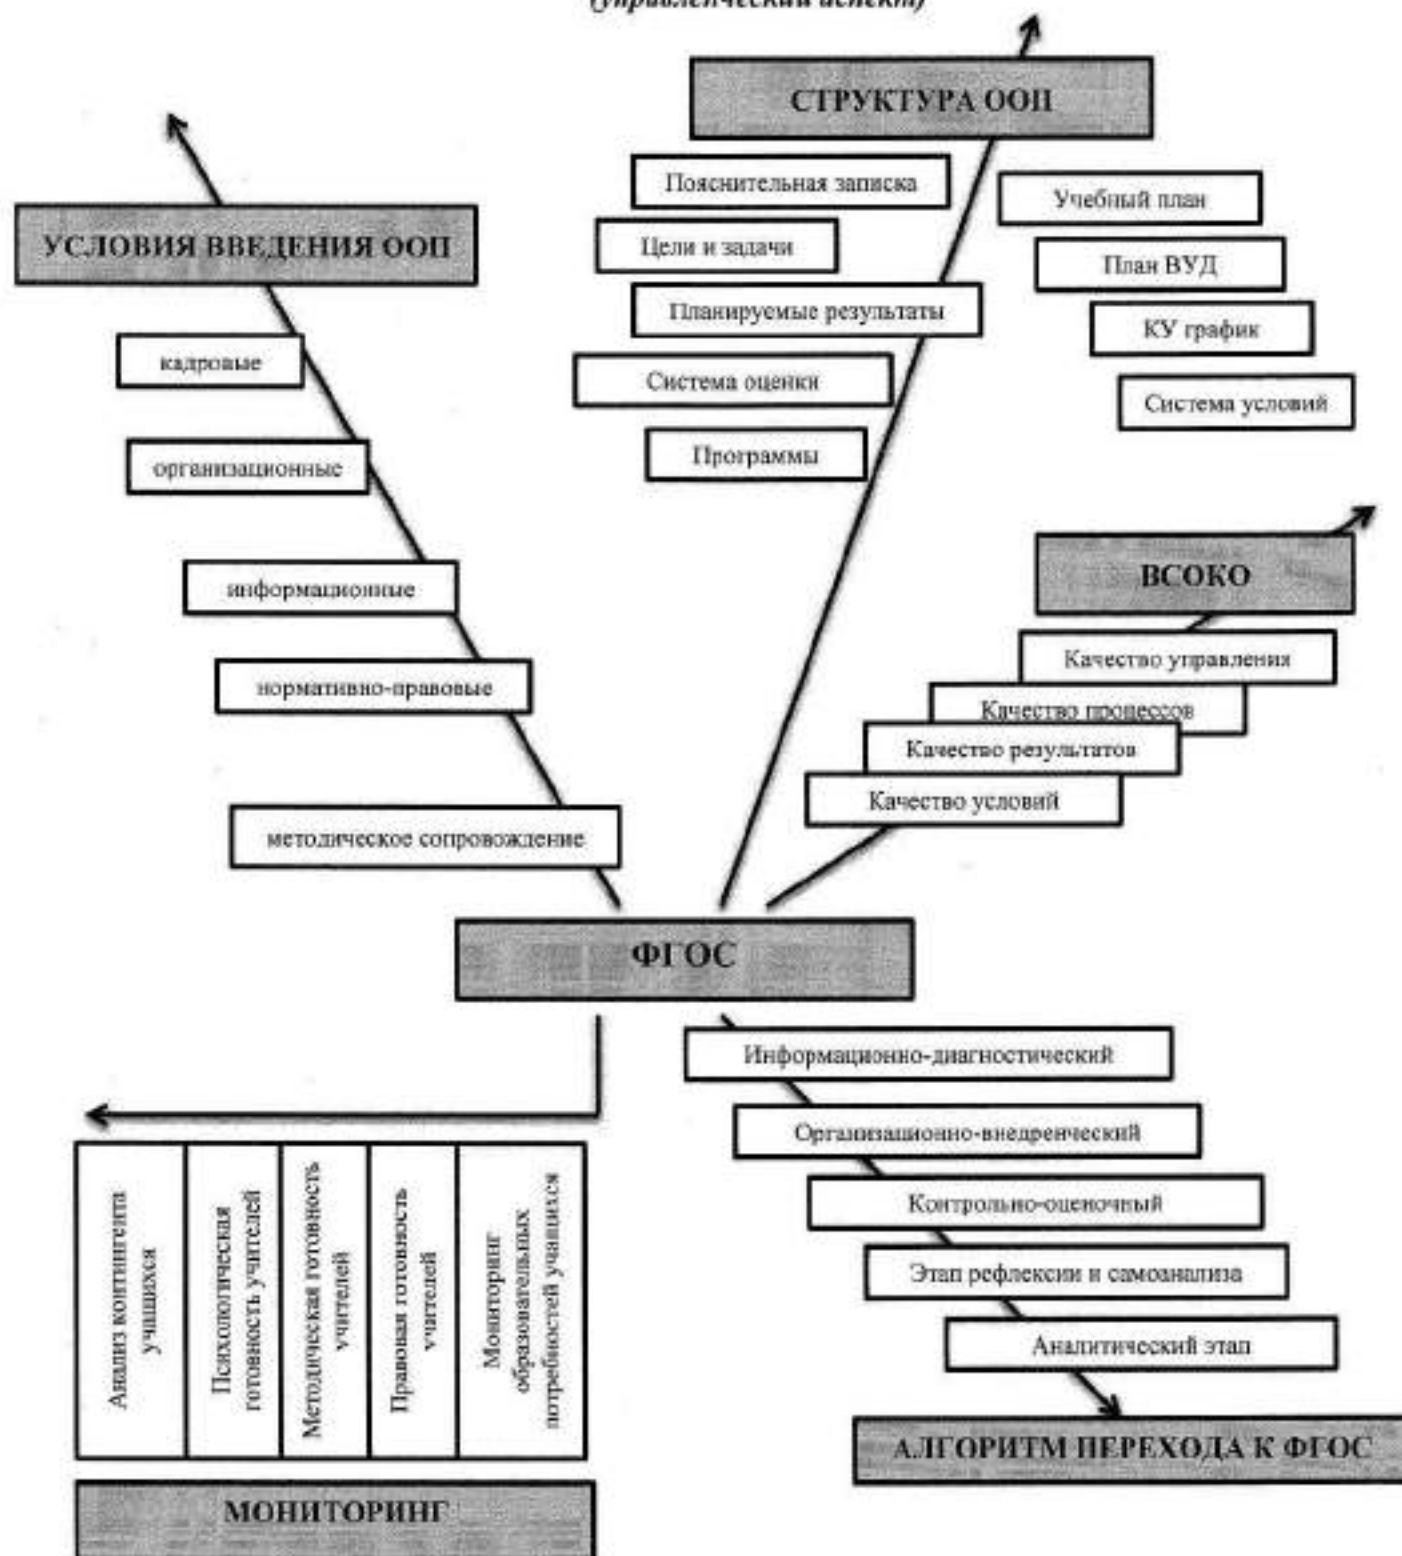 (управленческий аспект)
СТРУКТУРА ООП
Пояснительная записка
Учебный план
УСЛОВИЯ ВВЕДЕНИЯ ООП
Цели и задачи
План ВУД
Планируемые результаты
КУ график
кадровые
Система оценки
Система условий
организационные
Программы
ВСОКО
информационные
Качество управления
нормативно-правовые
Качество процессов
Качество результатов
Качество условий
методическое сопровождение
ФГОС
Информационно-диагностический
Организационно-внедренческий
Контрольно-оценочный
Этап рефлексии и самоанализа
Аналитический этап
АЛГОРИТМ ПЕРЕХОДА К ФГОС
Анализ контингента
учащихся
Психологическая
готовность учителей
Методическая готовность
учителей
Правовая готовность
учителей
Мониторинг
образовательных
потребностей учащихся
МОНИТОРИНГ